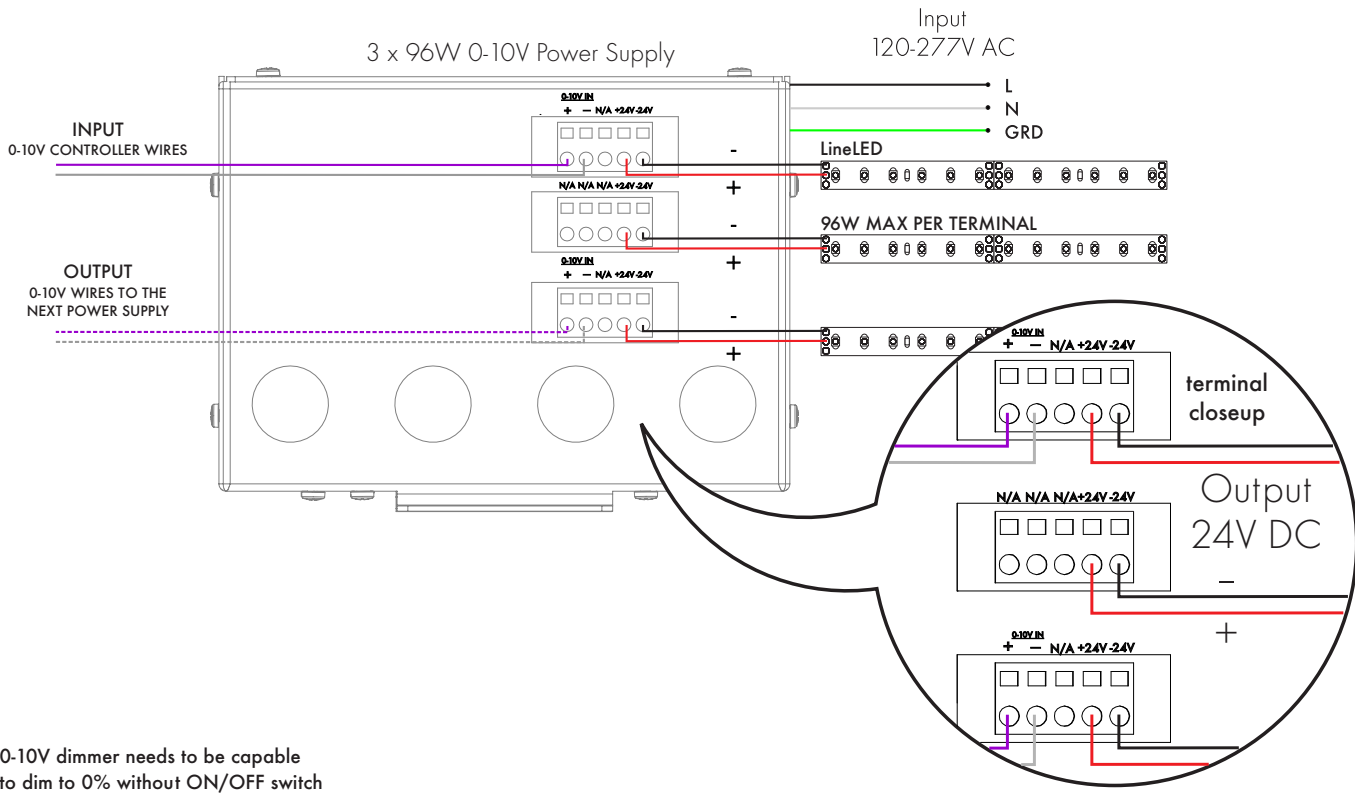 Input
120-277V AC
3 x 96W 0-10V Power Supply
L
N
GRD
0-10V IN
+ — N/A +24V-24V
INPUT
0-10V CONTROLLER WIRES
-
+
LineLED
N/A N/A N/A +24V-24V
-
+
96W MAX PER TERMINAL
0-10V IN
+ — N/A +24V-24V
OUTPUT
0-10V WIRES TO THE
NEXT POWER SUPPLY
-
+
0-10V IN
+ — N/A +24V-24V
terminal
closeup
N/A N/A N/A+24V-24V
Output
24V DC
—
+
0-10V IN
+ — N/A +24V-24V
0-10V dimmer needs to be capable
to dim to 0% without ON/OFF switch